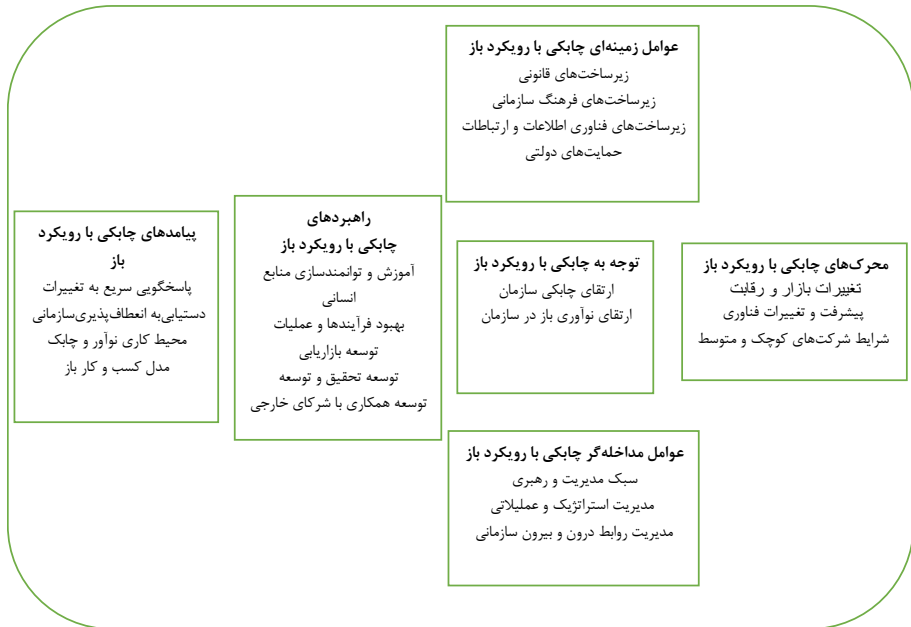 عوامل زمینه‌ای چابکی با رویکرد باز
زیرساخت‌های قانونی
زیرساخت‌های فرهنگ سازمانی
زیرساخت‌های فناوری اطلاعات و ارتباطات
حمایت‌های دولتی
محرک‌های چابکی با رویکرد باز
تغییرات بازار و رقابت
پیشرفت و تغییرات فناوری
شرایط شرکت‌های کوچک و متوسط
توجه به چابکی با رویکرد باز
ارتقای چابکی سازمان
ارتقای نوآوری باز در سازمان
راهبردهای
چابکی با رویکرد باز
آموزش و توانمندسازی منابع
انسانی
بهبود فرآیندها و عملیات
توسعه بازاریابی
توسعه تحقیق و توسعه
توسعه همکاری با شرکای خارجی
پیامدهای چابکی با رویکرد
باز
پاسخگویی سریع به تغییرات
دستیابی‌به انعطاف‌پذیری‌سازمانی
محیط کاری نوآور و چابک
مدل کسب و کار باز
عوامل مداخله‌گر چابکی با رویکرد باز
سبک مدیریت و رهبری
مدیریت استراتژیک و عملیلاتی
مدیریت روابط درون و بیرون سازمانی